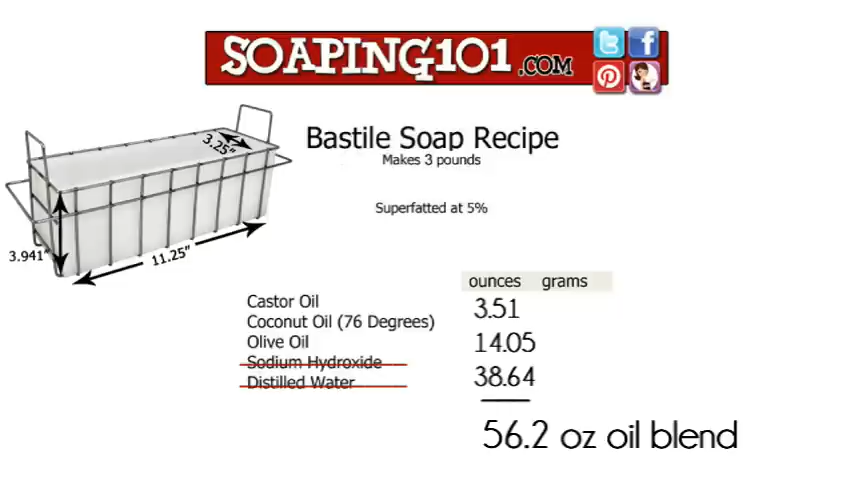 SOAPING101.COM
3.25"
3.941"
11.25"
Bastile Soap Recipe
Makes 3 pounds
Superfatted at 5%
ounces grams
Castor Oil 3.51
Coconut Oil (76 Degrees) 14.05
Olive Oil 38.64
Sodium Hydroxide
Distilled Water
56.2 oz oil blend